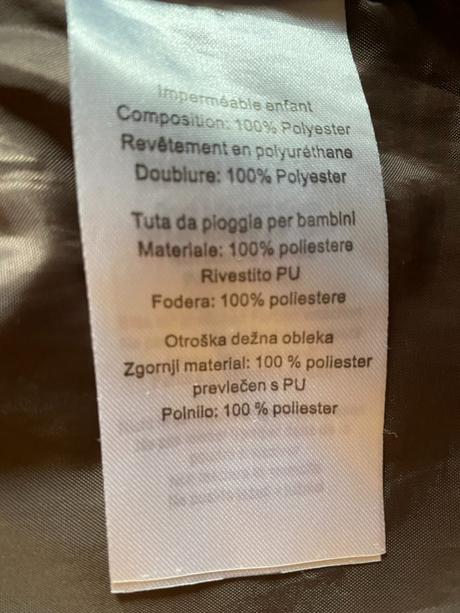 Imperméable enfant
Composition: 100% Polyester
Revêtement en polyuréthane
Doublure: 100% Polyester
Tuta da pioggia per bambini
Materiale: 100% poliestere
Rivestito PU
Fodera: 100% poliestere
Otroška dežna obleka
Zgornji material: 100 % poliester
prevlečen s PU
Polnilo: 100 % poliester